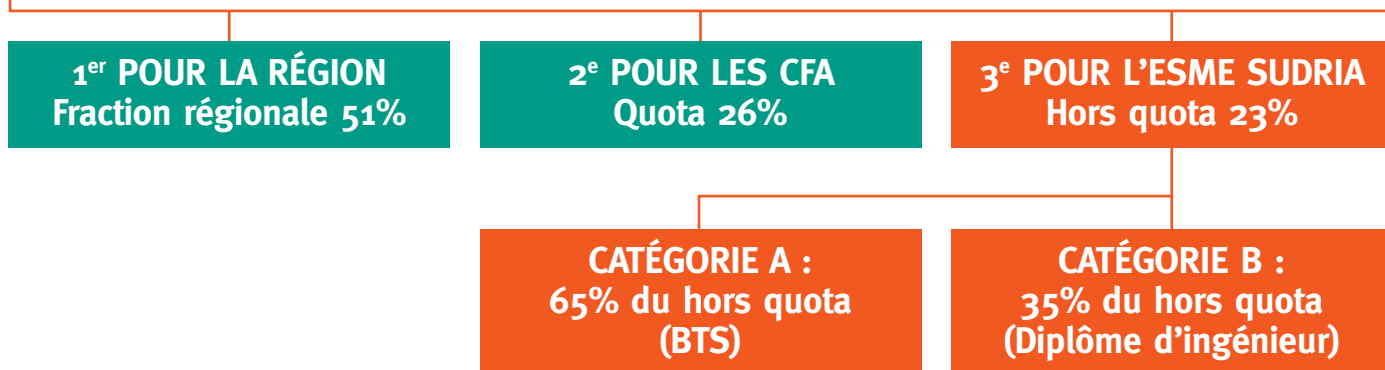 1er POUR LA RÉGION
Fraction régionale 51%
2e POUR LES CFA
Quota 26%
3e POUR L'ESME SUDRIA
Hors quota 23%
CATÉGORIE A :
65% du hors quota
(BTS)
CATÉGORIE B :
35% du hors quota
(Diplôme d'ingénieur)